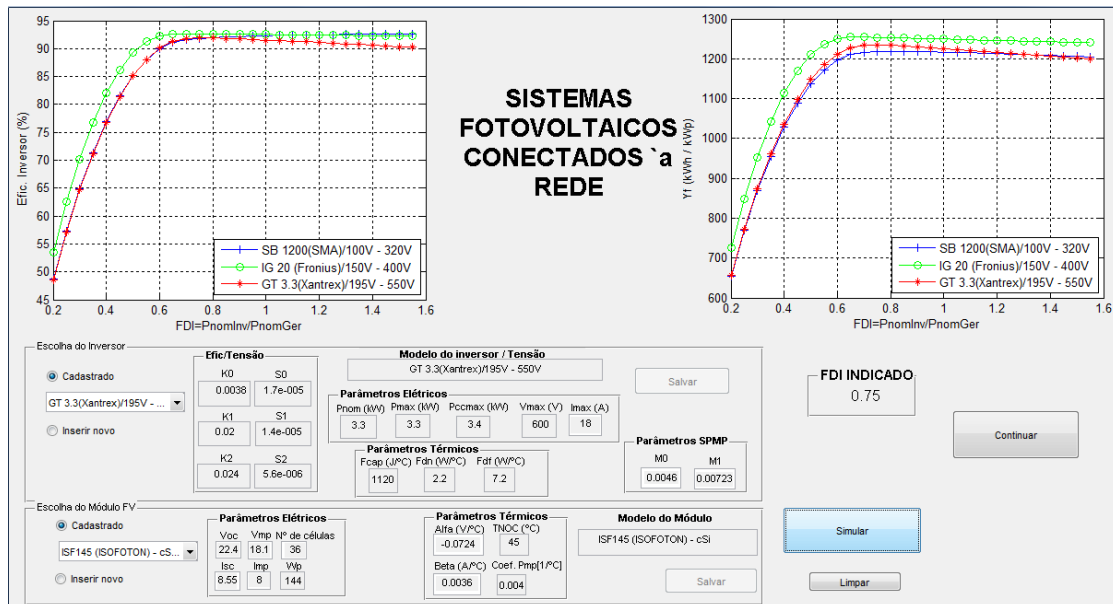 95
90
85
80
75
70
65
60
55
50
45
0.2 0.4 0.6 0.8 1 1.2 1.4 1.6
Efic. Inversor (%)
FDI=PnomInv/PnomGer
SB 1200(SMA)/100V - 320V
IG 20 (Fronius)/150V - 400V
GT 3.3(Xantrex)/195V - 550V
SISTEMAS
FOTOVOLTAICOS
CONECTADOS `a
REDE
1300
1200
1100
1000
900
800
700
600
0.2 0.4 0.6 0.8 1 1.2 1.4 1.6
Yf (kWh / kWp)
FDI=PnomInv/PnomGer
SB 1200(SMA)/100V - 320V
IG 20 (Fronius)/150V - 400V
GT 3.3(Xantrex)/195V - 550V
Escolha do Inversor
Cadastrado
GT 3.3(Xantrex)/195V - ...
Inserir novo
Efic/Tensão
K0 S0
0.0038 1.7e-005
K1 S1
0.02 1.4e-005
K2 S2
0.024 5.6e-006
Modelo do inversor / Tensão
GT 3.3(Xantrex)/195V - 550V
Salvar
Parâmetros Elétricos
Pnom (kW) Pmax (kW) Pccmax (kW) Vmax (V) Imax (A)
3.3 3.3 3.4 600 18
Parâmetros Térmicos
Fcap (J/ºC) Fdn (W/ºC) Fdf (W/ºC)
1120 2.2 7.2
Parâmetros SPMP
M0 M1
0.0046 0.00723
FDI INDICADO
0.75
Continuar
Escolha do Módulo FV
Cadastrado
ISF145 (ISOFOTON) - cS...
Inserir novo
Parâmetros Elétricos
Voc Vmp Nº de células
22.4 18.1 36
Isc Imp Wp
8.55 8 144
Parâmetros Térmicos
Alfa (V/ºC) TNOC (ºC)
-0.0724 45
Beta (A/ºC) Coef. Pmp[1/ºC]
0.0036 0.004
Modelo do Módulo
ISF145 (ISOFOTON) - cSi
Salvar
Simular
Limpar